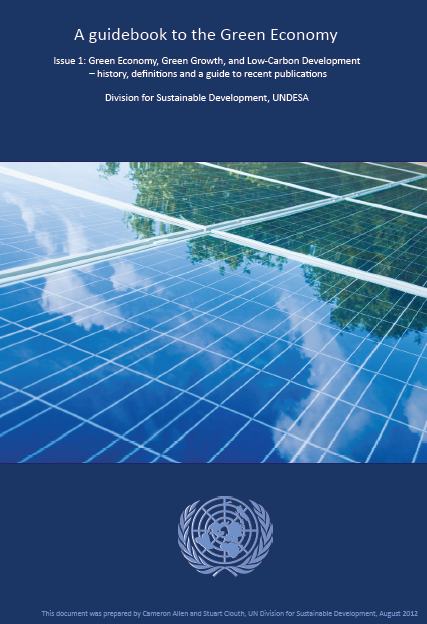 A guidebook to the Green Economy
Issue 1: Green Economy, Green Growth, and Low-Carbon Development
– history, definitions and a guide to recent publications
Division for Sustainable Development, UNDESA
This document was prepared by Cameron Allen and Stuart Clouth, UN Division for Sustainable Development, August 2012